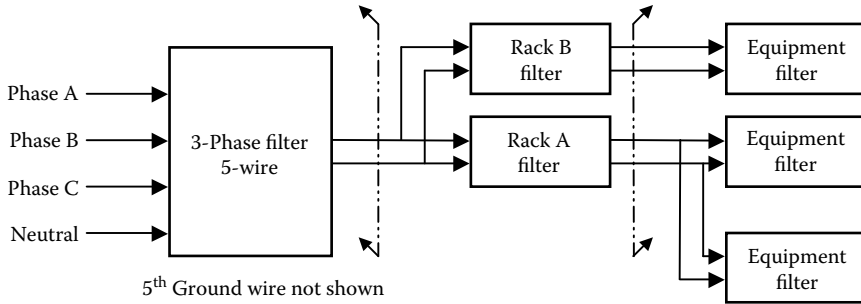 Phase A
Phase B
Phase C
Neutral
3-Phase filter
5-wire
5th Ground wire not shown
Rack B
filter
Rack A
filter
Equipment
filter
Equipment
filter
Equipment
filter